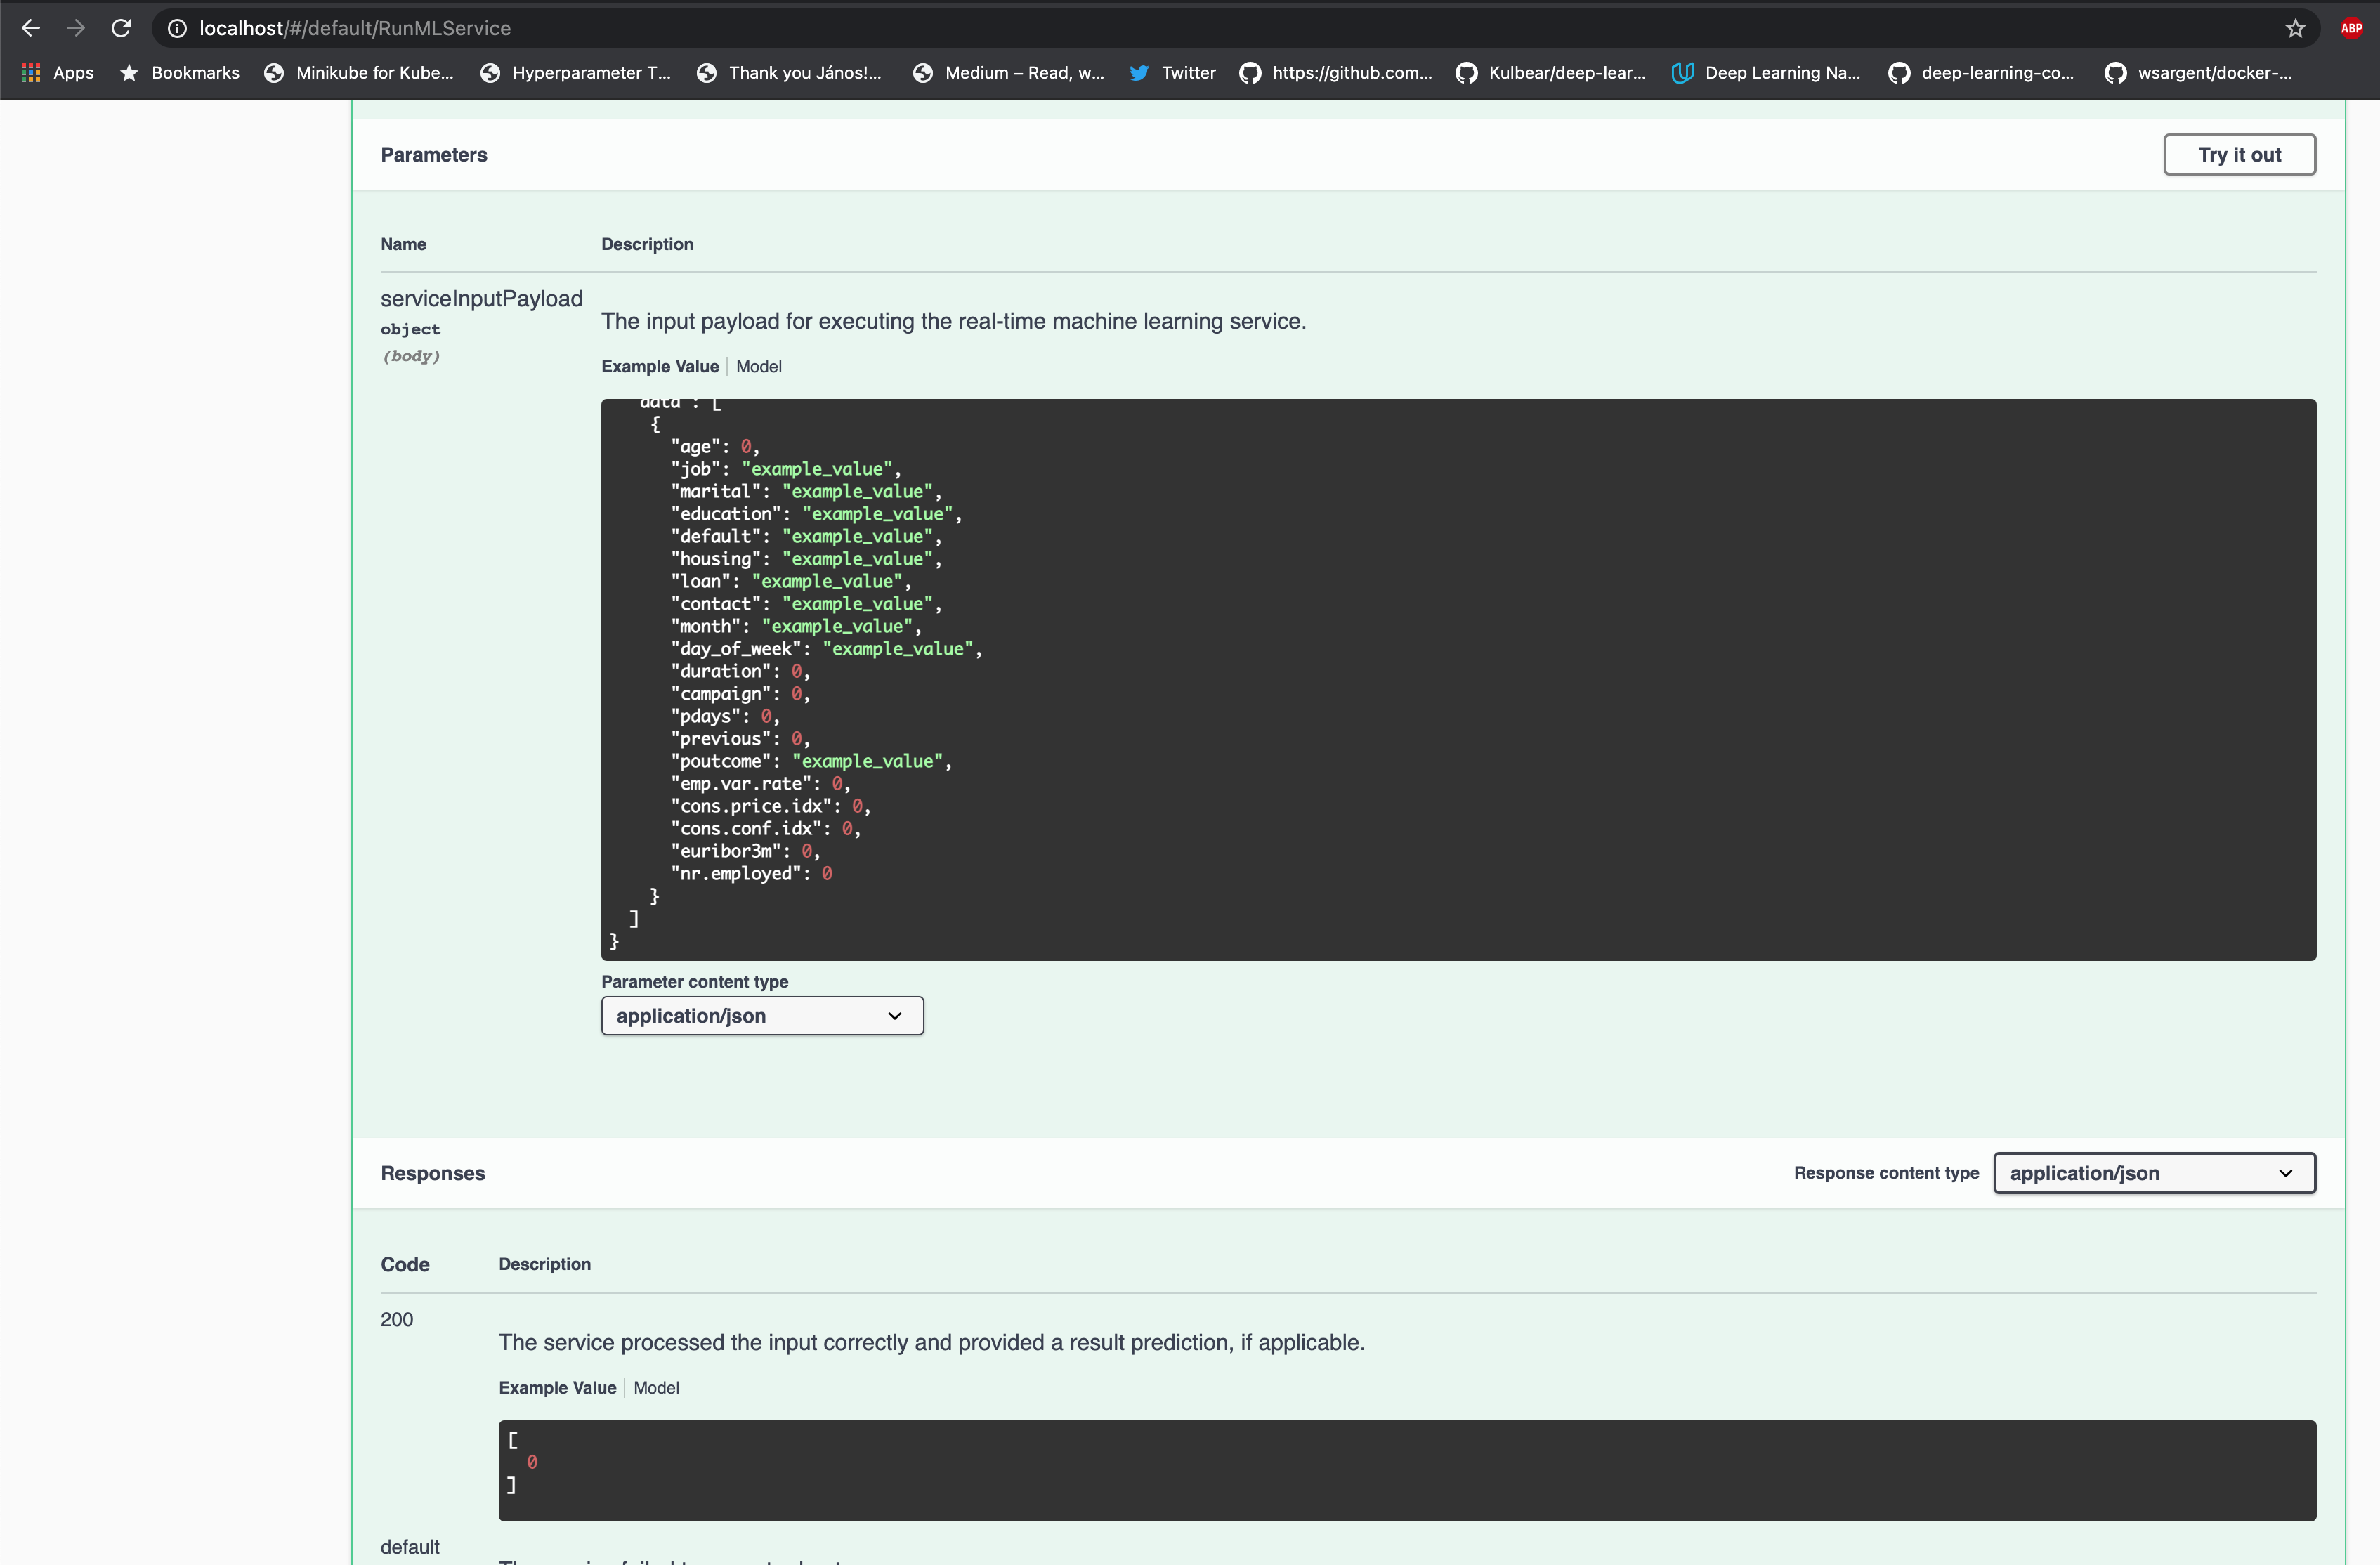 localhost/#/default/RunMLService
ABP
Apps Bookmarks Minikube for Kube... Hyperparameter T... Thank you János!... Medium – Read, w... Twitter https://github.com... Kulbear/deep-lear... Deep Learning Na... deep-learning-co... wsargent/docker-...
Parameters Try it out
Name Description
serviceInputPayload
object
(body)
The input payload for executing the real-time machine learning service.
Example Value Model
"data": [
{
"age": 0,
"job": "example_value",
"marital": "example_value",
"education": "example_value",
"default": "example_value",
"housing": "example_value",
"loan": "example_value",
"contact": "example_value",
"month": "example_value",
"day_of_week": "example_value",
"duration": 0,
"campaign": 0,
"pdays": 0,
"previous": 0,
"poutcome": "example_value",
"emp.var.rate": 0,
"cons.price.idx": 0,
"cons.conf.idx": 0,
"euribor3m": 0,
"nr.employed": 0
}
]
}
Parameter content type
application/json
Responses Response content type application/json
Code Description
200
The service processed the input correctly and provided a result prediction, if applicable.
Example Value Model
[
0
]
default